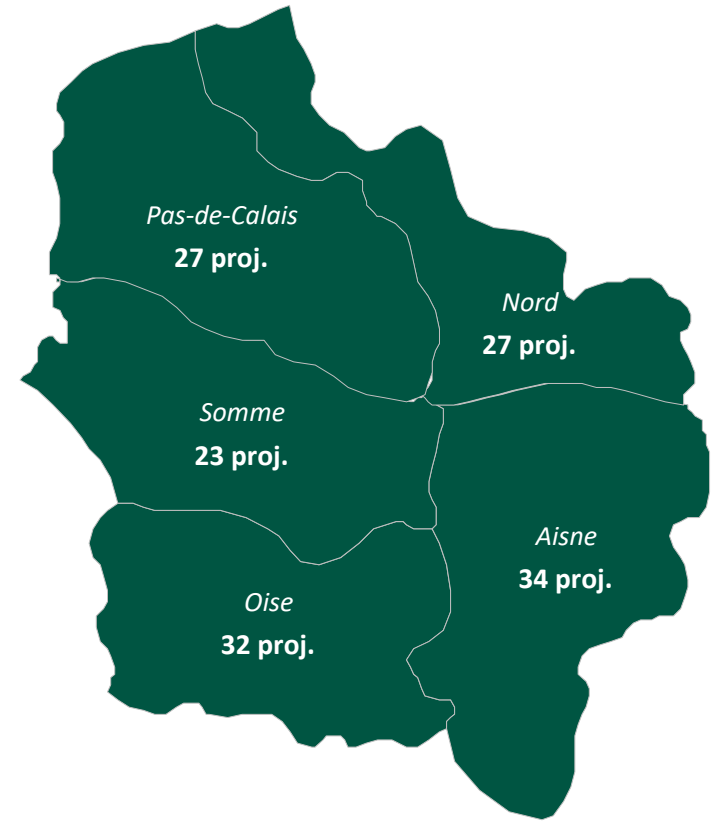 Pas-de-Calais
27 proj.
Nord
27 proj.
Somme
23 proj.
Aisne
34 proj.
Oise
32 proj.